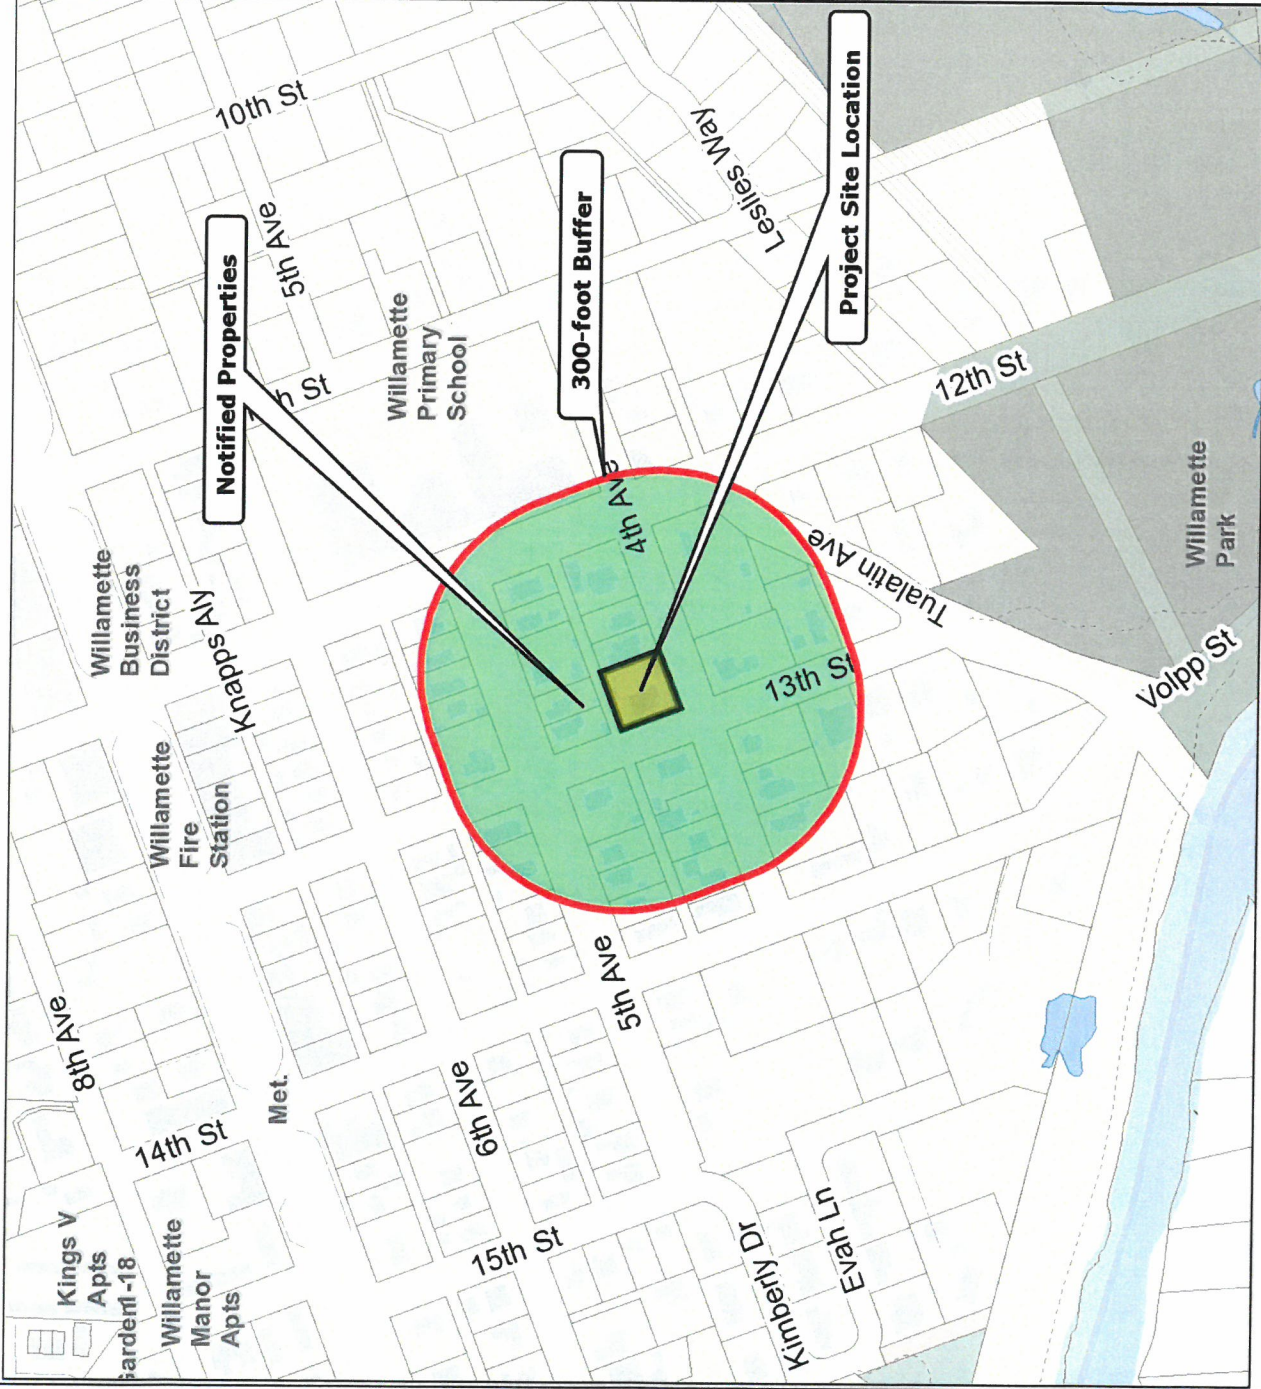 Kings V
Apts
Garden1-18
Willamette
Manor
Apts
8th Ave
14th St
Willamette
Business
District
Willamette
Fire
Station
Knapps Aly
Notified Properties
10th St
5th Ave
h St
Met.
Willamette
Primary
School
6th Ave
15th St
300-foot Buffer
5th Ave
4th Ave
Leslies Way
Kimberly Dr
13th St
Evah Ln
Project Site Location
Tualatin Ave
12th St
Volpp St
Willamette
Park